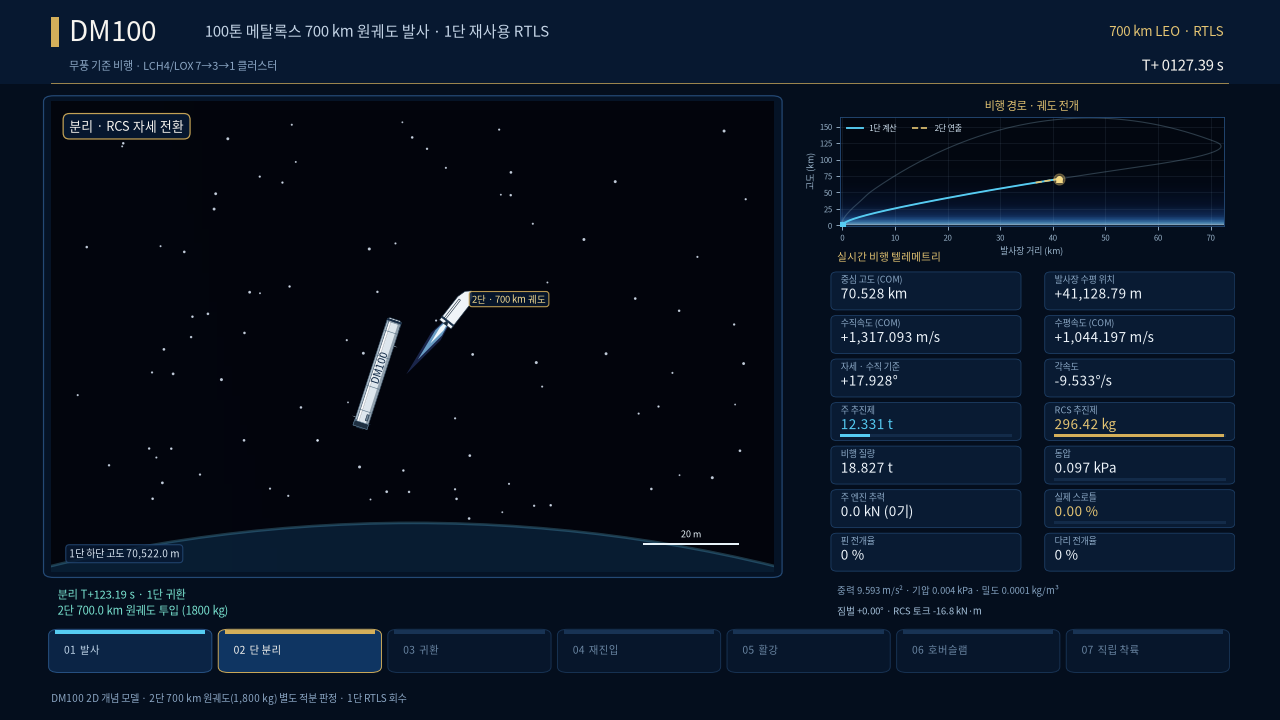 DM100
100톤 메탈록스 700 km 원궤도 발사 · 1단 재사용 RTLS
700 km LEO · RTLS
무풍 기준 비행 · LCH4/LOX 7→3→1 클러스터
T+ 0127.39 s
분리 · RCS 자세 전환
2단 · 700 km 궤도
DM100
20 m
1단 하단 고도 70,522.0 m
비행 경로 · 궤도 전개
1단 계산
2단 연출
고도 (km)
150
125
100
75
50
25
0
0 10 20 30 40 50 60 70
발사장 거리 (km)
실시간 비행 텔레메트리
중심 고도 (COM)
70.528 km
발사장 수평 위치
+41,128.79 m
수직속도 (COM)
+1,317.093 m/s
수평속도 (COM)
+1,044.197 m/s
자세 · 수직 기준
+17.928°
각속도
-9.533°/s
주 추진제
12.331 t
RCS 추진제
296.42 kg
비행 질량
18.827 t
동압
0.097 kPa
주 엔진 추력
0.0 kN (0기)
실제 스로틀
0.00 %
핀 전개율
0 %
다리 전개율
0 %
중력 9.593 m/s² · 기압 0.004 kPa · 밀도 0.0001 kg/m³
짐벌 +0.00° · RCS 토크 -16.8 kN·m
분리 T+123.19 s · 1단 귀환
2단 700.0 km 원궤도 투입 (1800 kg)
01 발사
02 단 분리
03 귀환
04 재진입
05 활강
06 호버슬램
07 직립 착륙
DM100 2D 개념 모델 · 2단 700 km 원궤도(1,800 kg) 별도 적분 판정 · 1단 RTLS 회수